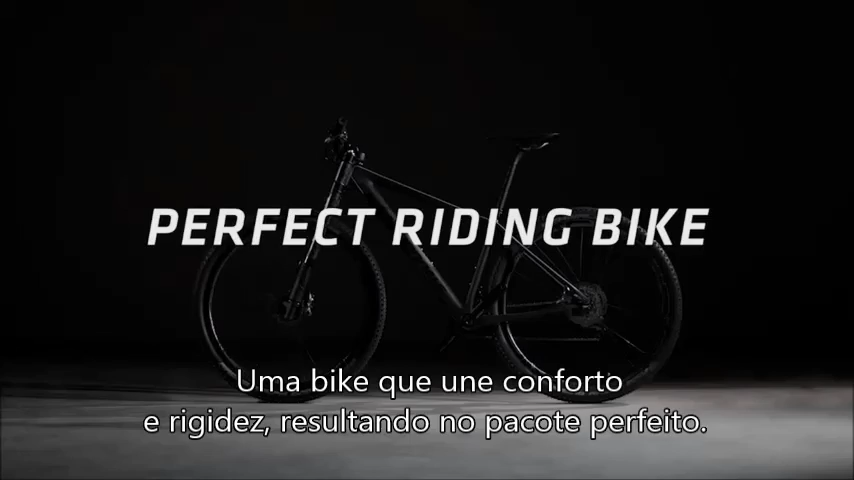 PERFECT RIDING BIKE
Uma bike que une conforto
e rigidez, resultando no pacote perfeito.